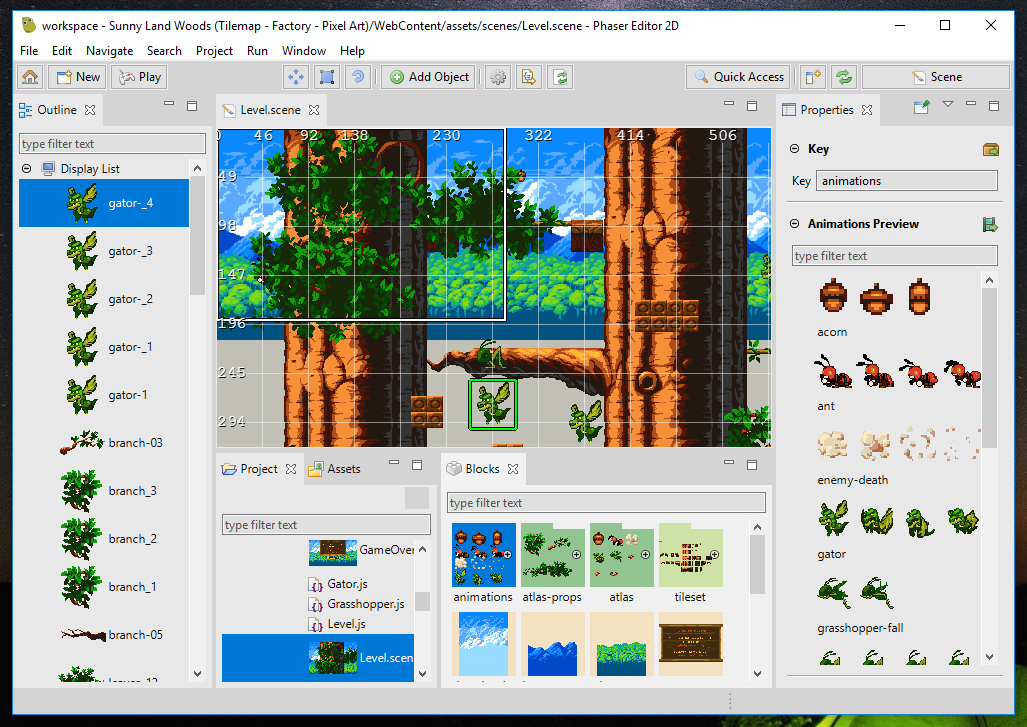 workspace - Sunny Land Woods (Tilemap - Factory - Pixel Art)/WebContent/assets/scenes/Level.scene - Phaser Editor 2D
File Edit Navigate Search Project Run Window Help
New Play Add Object Quick Access Scene
Outline
type filter text
Display List
gator-_4
gator-_3
gator-_2
gator-_1
gator-1
branch-03
branch_3
branch_2
branch_1
branch-05
Level.scene
46 92 138 230 322 414 506
49
98
147
196
245
294
Project Assets
type filter text
GameOver
Gator.js
Grasshopper.js
Level.js
Level.scen
Blocks
type filter text
animations atlas-props atlas tileset
Properties
Key
Key animations
Animations Preview
type filter text
acorn
ant
enemy-death
gator
grasshopper-fall